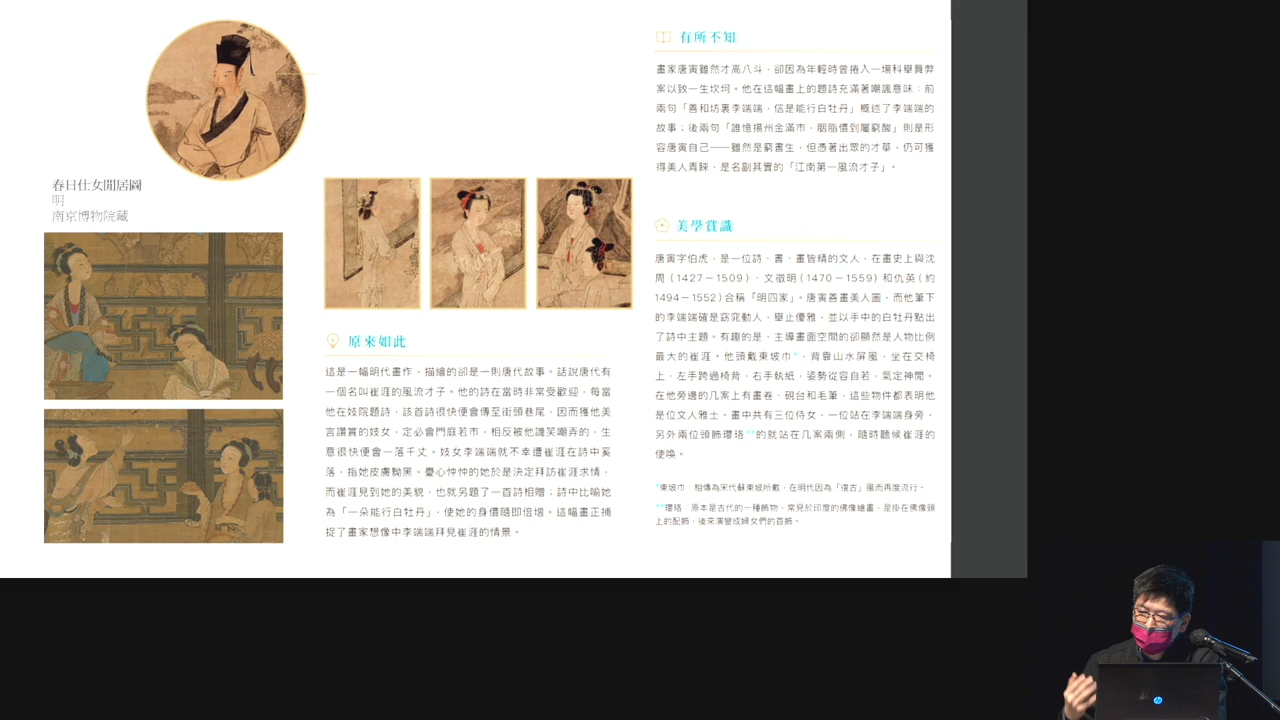 春日仕女閒居圖
明
南京博物院藏
原來如此
這是一幅明代畫作，描繪的卻是一則唐代故事。話說唐代有
一個名叫崔涯的風流才子。他的詩在當時非常受歡迎，每當
他在妓院題詩，該首詩很快便會傳至街頭巷尾，因而獲他美
言讚賞的妓女，定必會門庭若市，相反被他譏笑嘲弄的，生
意很快便會一落千丈。妓女李端端就不幸遭崔涯在詩中奚
落，指她皮膚黝黑。憂心忡忡的她於是決定拜訪崔涯求情，
而崔涯見到她的美貌，也就另題了一首詩相贈；詩中比喻她
為「一朵能行白牡丹」，使她的身價隨即倍增。這幅畫正捕
捉了畫家想像中李端端拜見崔涯的情景。
有所不知
畫家唐寅雖然才高八斗，卻因為年輕時曾捲入一場科舉舞弊
案以致一生坎坷。他在這幅畫上的題詩充滿著嘲諷意味：前
兩句「善和坊裏李端端，信是能行白牡丹」概述了李端端的
故事；後兩句「誰憶揚州金滿市，胭脂價到屬窮酸」則是形
容唐寅自己——雖然是窮書生，但憑著出眾的才華，仍可獲
得美人青睞，是名副其實的「江南第一風流才子」。
美學賞識
唐寅字伯虎，是一位詩、書、畫皆精的文人，在畫史上與沈
周（1427－1509）、文徵明（1470－1559）和仇英（約
1494－1552）合稱「明四家」。唐寅善畫美人圖，而他筆下
的李端端確是窈窕動人，舉止優雅，並以手中的白牡丹點出
了詩中主題。有趣的是，主導畫面空間的卻顯然是人物比例
最大的崔涯。他頭戴東坡巾*，背靠山水屏風，坐在交椅
上，左手跨過椅背，右手執紙，姿勢從容自若，氣定神閒。
在他旁邊的几案上有畫卷、硯台和毛筆，這些物件都表明他
是位文人雅士。畫中共有三位侍女，一位站在李端端身旁，
另外兩位頭飾瓔珞**的就站在几案兩側，隨時聽候崔涯的
使喚。
*東坡巾　相傳為宋代蘇東坡所戴，在明代因為「復古」風而再度流行。
**瓔珞　原本是古代的一種飾物，常見於印度的佛像繪畫，是掛在佛像頸
上的配飾，後來演變成婦女們的首飾。
hp